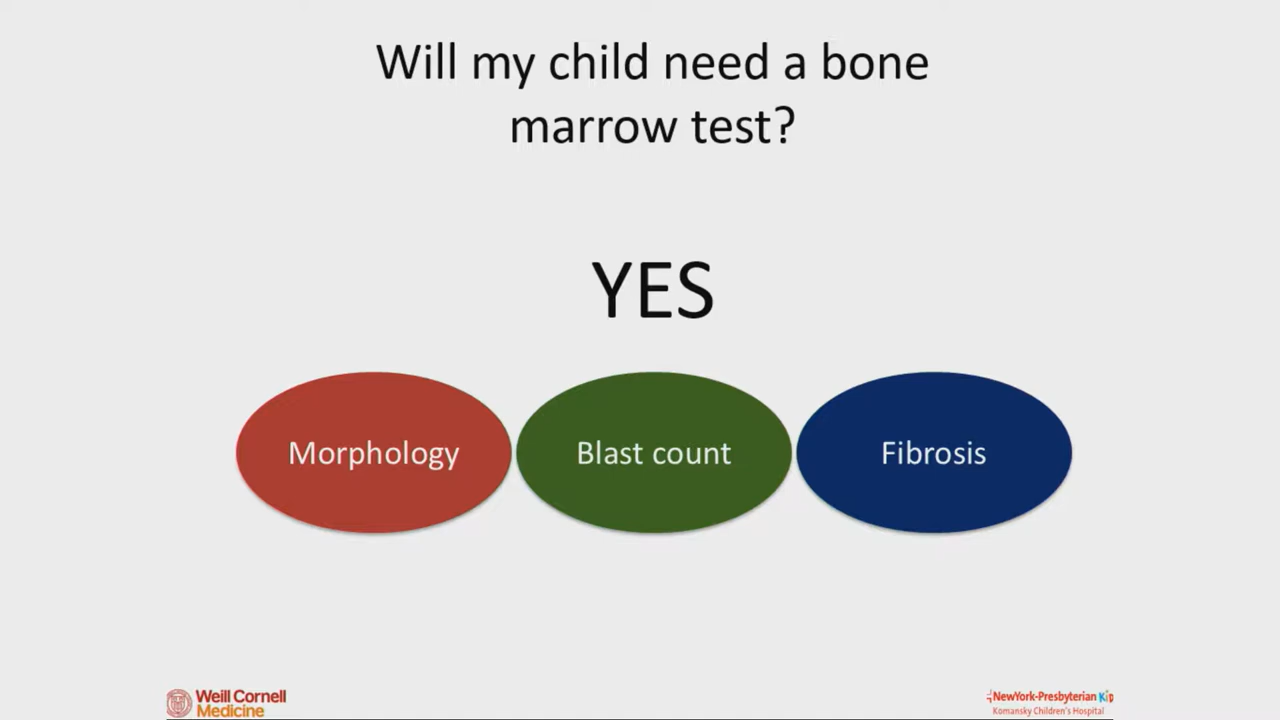 Will my child need a bone
marrow test?
YES
Morphology
Blast count
Fibrosis
Weill Cornell
Medicine
NewYork-Presbyterian Kids
Komansky Children's Hospital